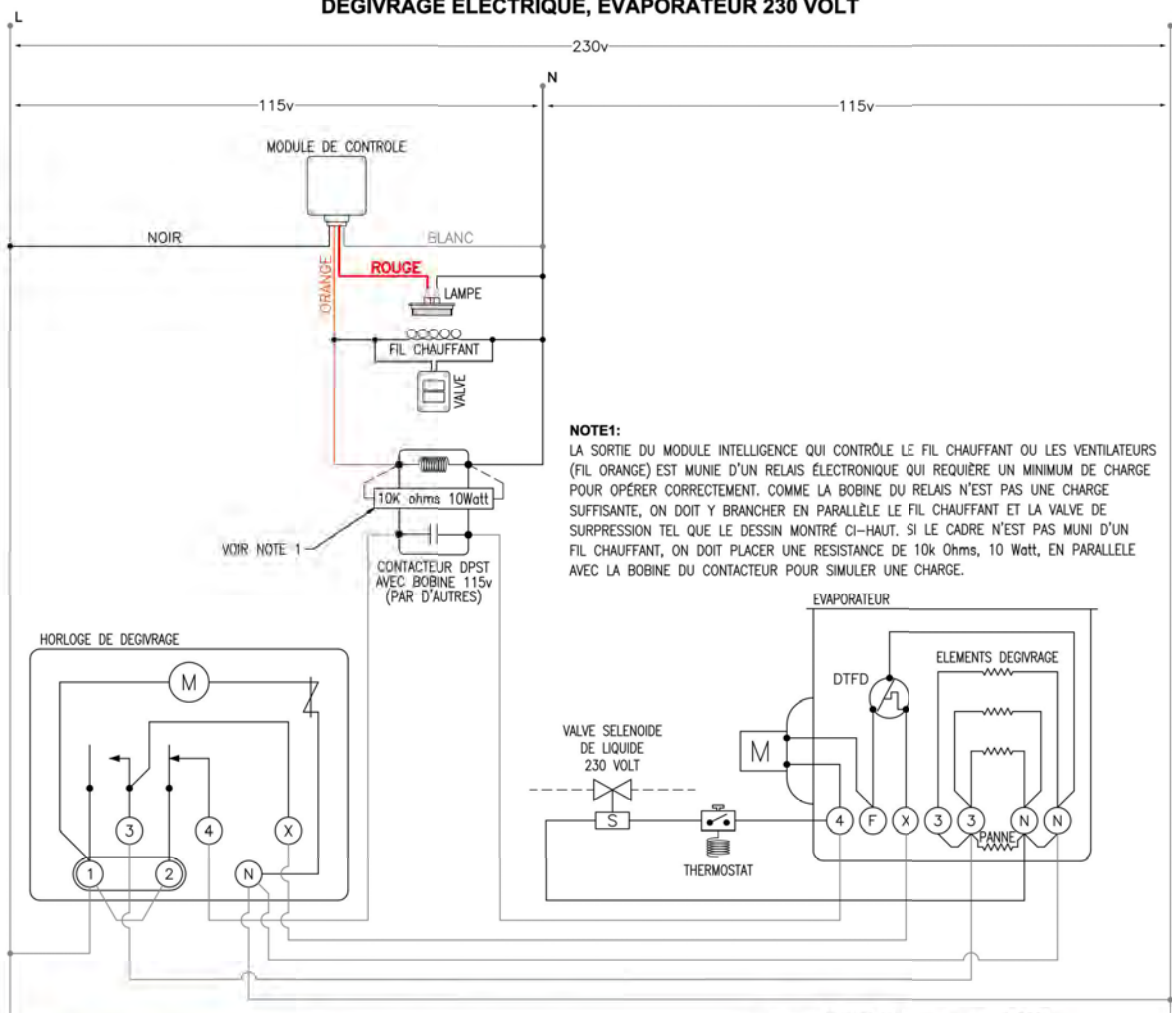 DEGIVRAGE ELECTRIQUE, EVAPORATEUR 230 VOLT
L
230v
N
115v
115v
MODULE DE CONTROLE
NOIR
BLANC
ORANGE
ROUGE
LAMPE
FIL CHAUFFANT
VALVE
10K ohms 10Watt
VOIR NOTE 1
CONTACTEUR DPST
AVEC BOBINE 115v
(PAR D'AUTRES)
NOTE1:
LA SORTIE DU MODULE INTELLIGENCE QUI CONTRÔLE LE FIL CHAUFFANT OU LES VENTILATEURS
(FIL ORANGE) EST MUNIE D'UN RELAIS ÉLECTRONIQUE QUI REQUIÈRE UN MINIMUM DE CHARGE
POUR OPÉRER CORRECTEMENT. COMME LA BOBINE DU RELAIS N'EST PAS UNE CHARGE
SUFFISANTE, ON DOIT Y BRANCHER EN PARALLÈLE LE FIL CHAUFFANT ET LA VALVE DE
SURPRESSION TEL QUE LE DESSIN MONTRÉ CI-HAUT. SI LE CADRE N'EST PAS MUNI D'UN
FIL CHAUFFANT, ON DOIT PLACER UNE RESISTANCE DE 10k Ohms, 10 Watt, EN PARALLELE
AVEC LA BOBINE DU CONTACTEUR POUR SIMULER UNE CHARGE.
HORLOGE DE DEGIVRAGE
M
3
4
X
1
2
N
EVAPORATEUR
DTFD
ELEMENTS DEGIVRAGE
M
VALVE SELENOIDE
DE LIQUIDE
230 VOLT
S
THERMOSTAT
4
F
X
3
3
PANNE
N
N